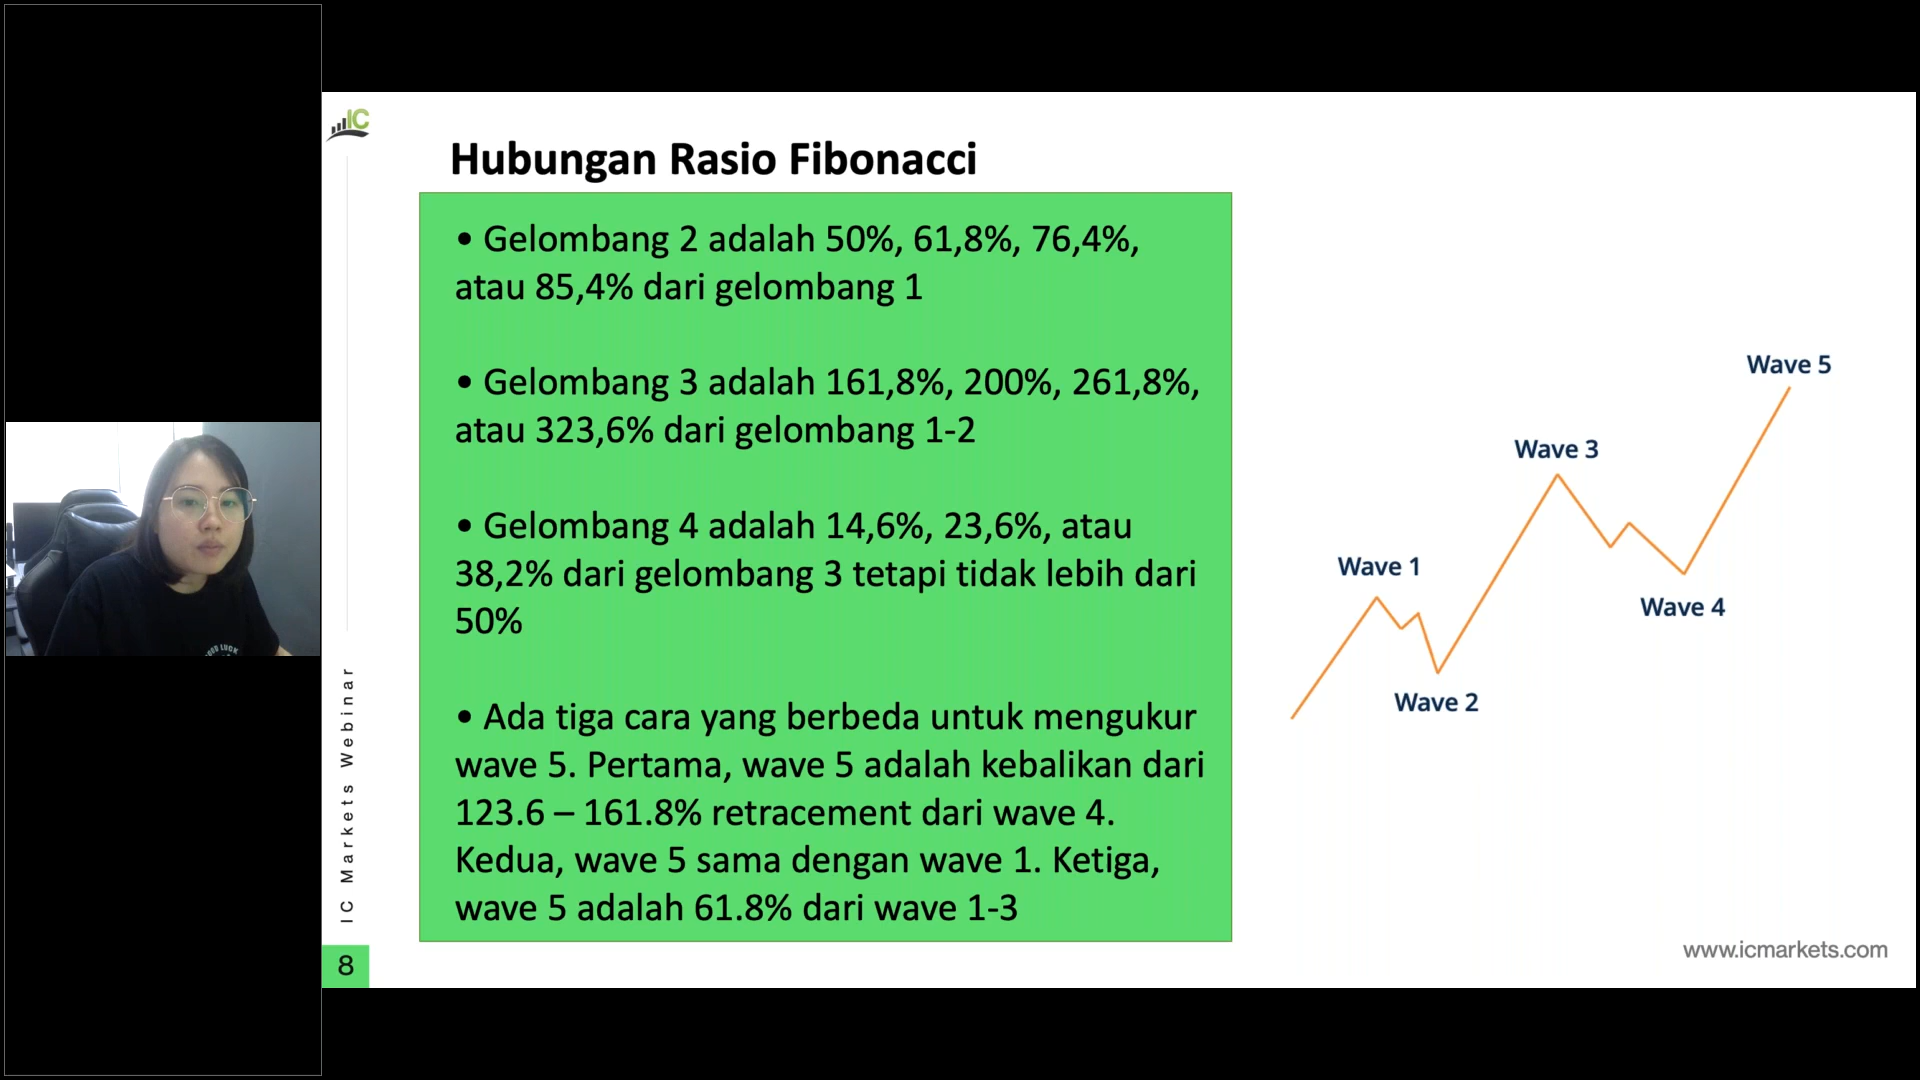 IC
Hubungan Rasio Fibonacci
• Gelombang 2 adalah 50%, 61,8%, 76,4%,
atau 85,4% dari gelombang 1
• Gelombang 3 adalah 161,8%, 200%, 261,8%,
atau 323,6% dari gelombang 1-2
• Gelombang 4 adalah 14,6%, 23,6%, atau
38,2% dari gelombang 3 tetapi tidak lebih dari
50%
• Ada tiga cara yang berbeda untuk mengukur
wave 5. Pertama, wave 5 adalah kebalikan dari
123.6 – 161.8% retracement dari wave 4.
Kedua, wave 5 sama dengan wave 1. Ketiga,
wave 5 adalah 61.8% dari wave 1-3
Wave 1
Wave 2
Wave 3
Wave 4
Wave 5
IC Markets Webinar
8
www.icmarkets.com
LUCK